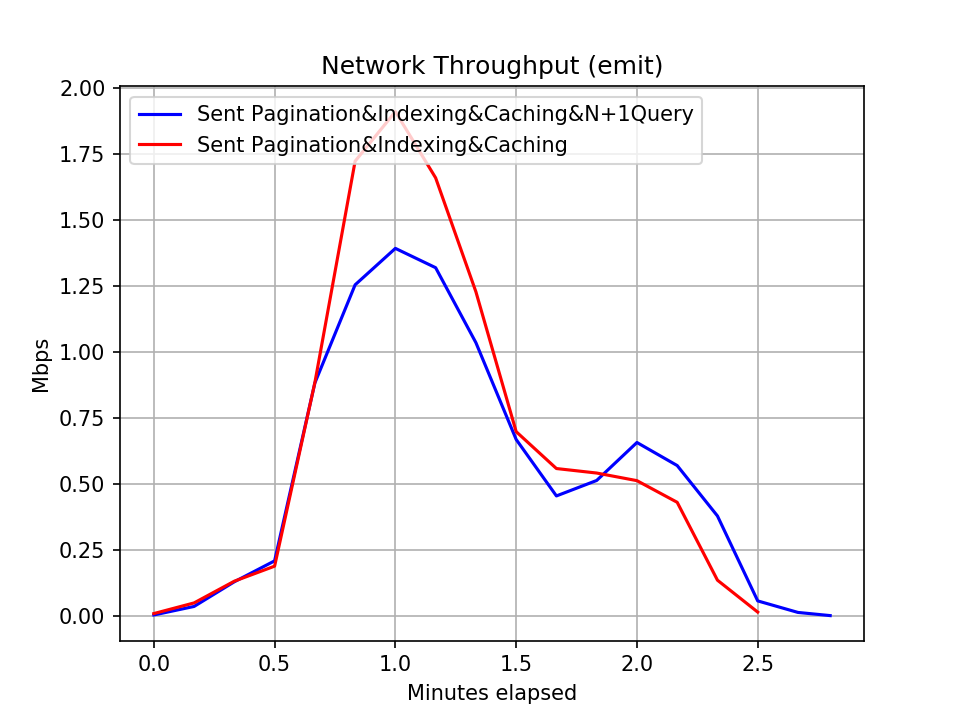 Network Throughput (emit)
2.00
Sent Pagination&Indexing&Caching&N+1Query
Sent Pagination&Indexing&Caching
1.75
1.50
1.25
1.00
Mbps
0.75
0.50
0.25
0.00
0.0 0.5 1.0 1.5 2.0 2.5
Minutes elapsed